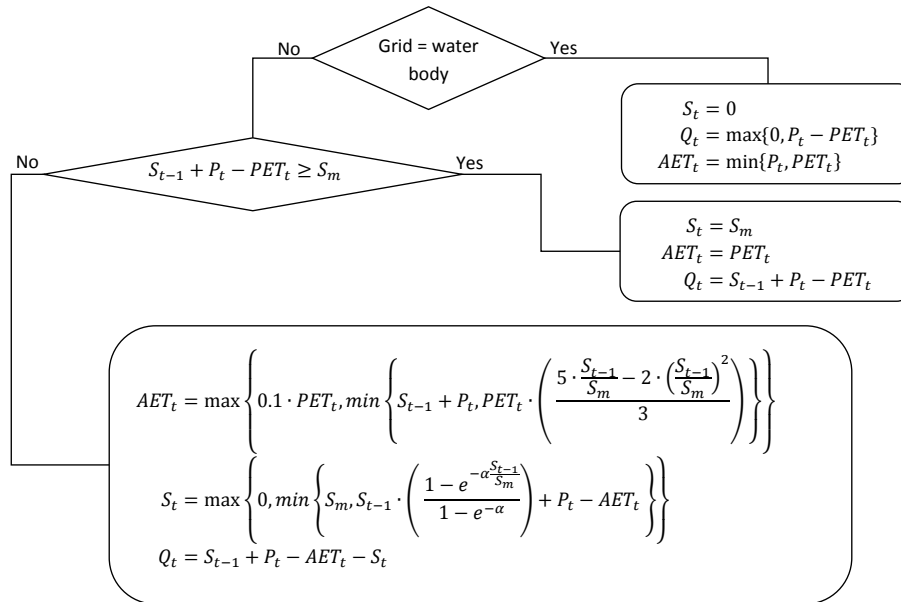 Grid = water
body
No
Yes
S_t = 0
Q_t = max{0, P_t − PET_t}
AET_t = min{P_t, PET_t}
S_{t−1} + P_t − PET_t ≥ S_m
No
Yes
S_t = S_m
AET_t = PET_t
Q_t = S_{t−1} + P_t − PET_t
AET_t = max{0.1 · PET_t, min{S_{t−1} + P_t, PET_t · ((5 · S_{t−1}/S_m − 2 · (S_{t−1}/S_m)^2)/3)}}
S_t = max{0, min{S_m, S_{t−1} · ((1 − e^{−α S_{t−1}/S_m})/(1 − e^{−α})) + P_t − AET_t}}
Q_t = S_{t−1} + P_t − AET_t − S_t